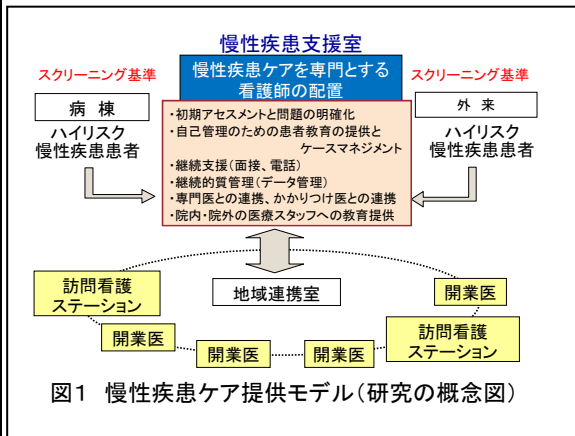 慢性疾患支援室
慢性疾患ケアを専門とする
看護師の配置
スクリーニング基準
病 棟
ハイリスク
慢性疾患患者
・初期アセスメントと問題の明確化
・自己管理のための患者教育の提供と
ケースマネジメント
・継続支援(面接、電話)
・継続的質管理(データ管理)
・専門医との連携、かかりつけ医との連携
・院内・院外の医療スタッフへの教育提供
スクリーニング基準
外 来
ハイリスク
慢性疾患患者
訪問看護
ステーション
地域連携室
開業医
開業医
開業医
開業医
訪問看護
ステーション
図1 慢性疾患ケア提供モデル(研究の概念図)